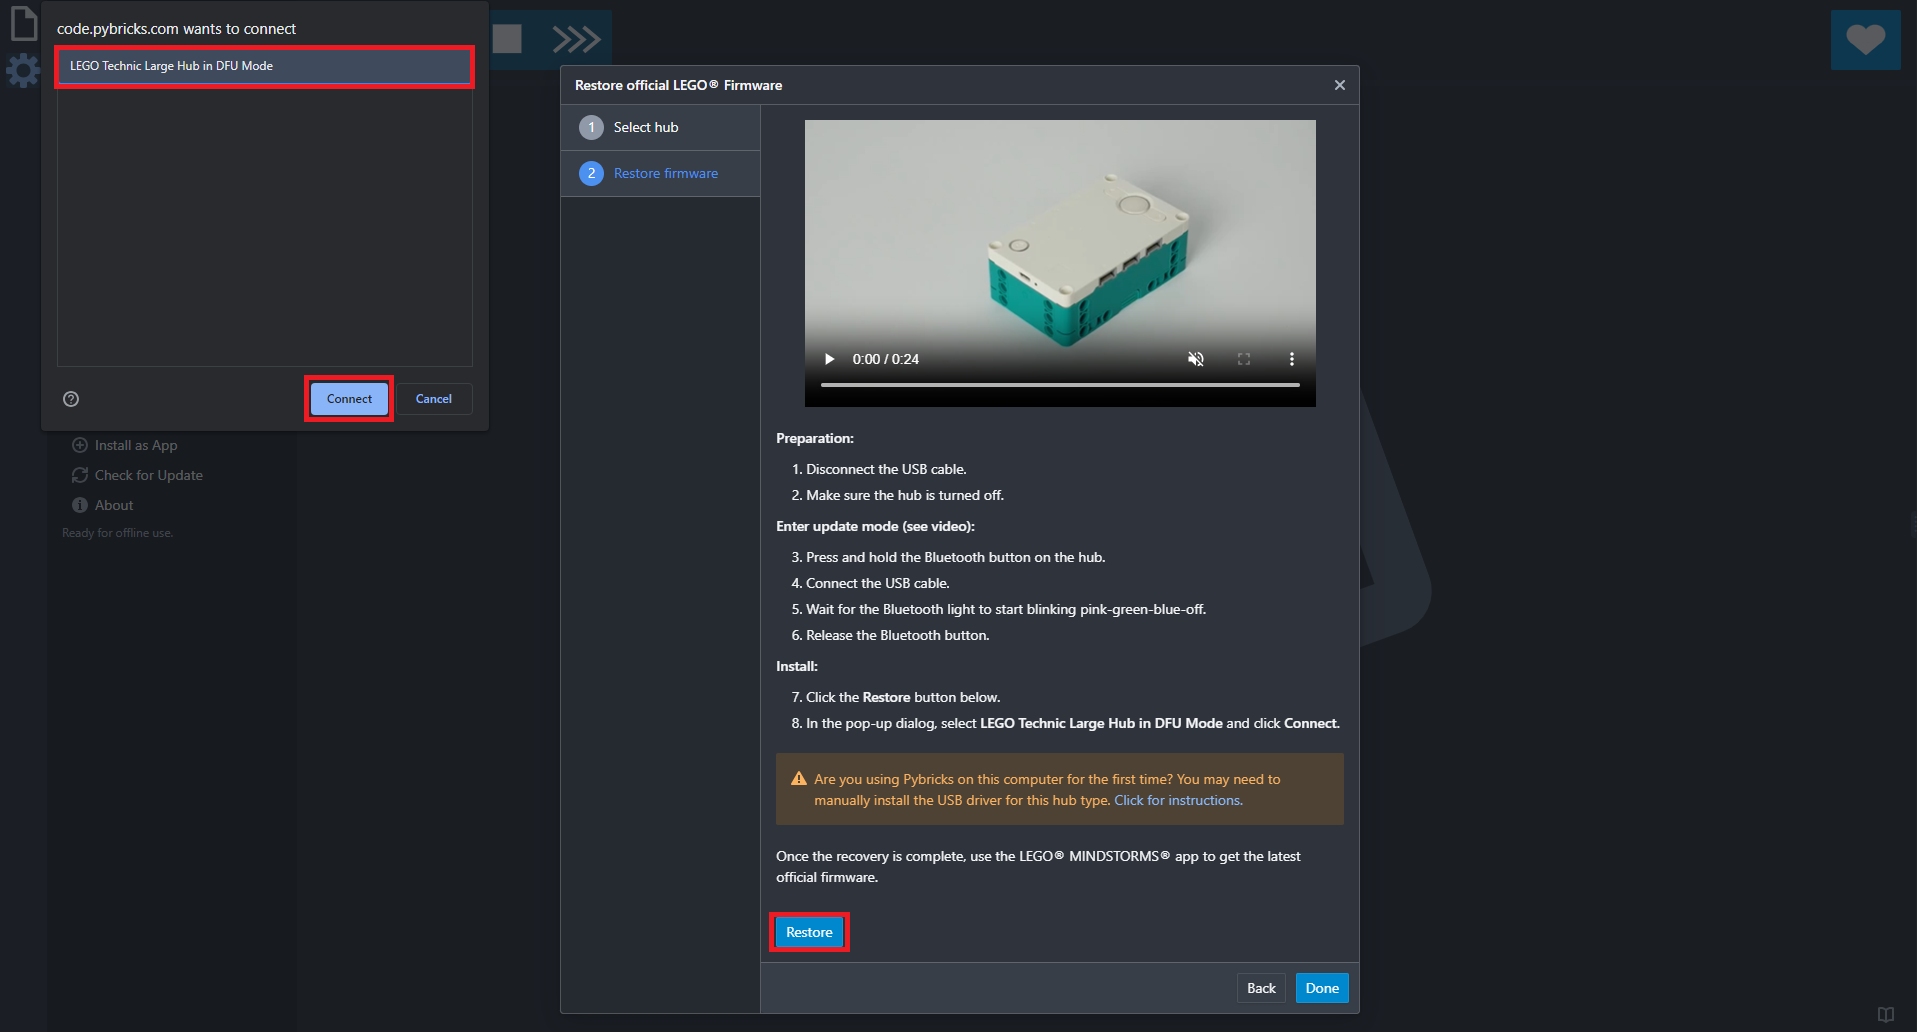 code.pybricks.com wants to connect
LEGO Technic Large Hub in DFU Mode
Connect
Cancel
Install as App
Check for Update
About
Ready for offline use.
Restore official LEGO® Firmware
1 Select hub
2 Restore firmware
0:00 / 0:24
Preparation:
1. Disconnect the USB cable.
2. Make sure the hub is turned off.
Enter update mode (see video):
3. Press and hold the Bluetooth button on the hub.
4. Connect the USB cable.
5. Wait for the Bluetooth light to start blinking pink-green-blue-off.
6. Release the Bluetooth button.
Install:
7. Click the Restore button below.
8. In the pop-up dialog, select LEGO Technic Large Hub in DFU Mode and click Connect.
Are you using Pybricks on this computer for the first time? You may need to
manually install the USB driver for this hub type. Click for instructions.
Once the recovery is complete, use the LEGO® MINDSTORMS® app to get the latest
official firmware.
Restore
Back
Done